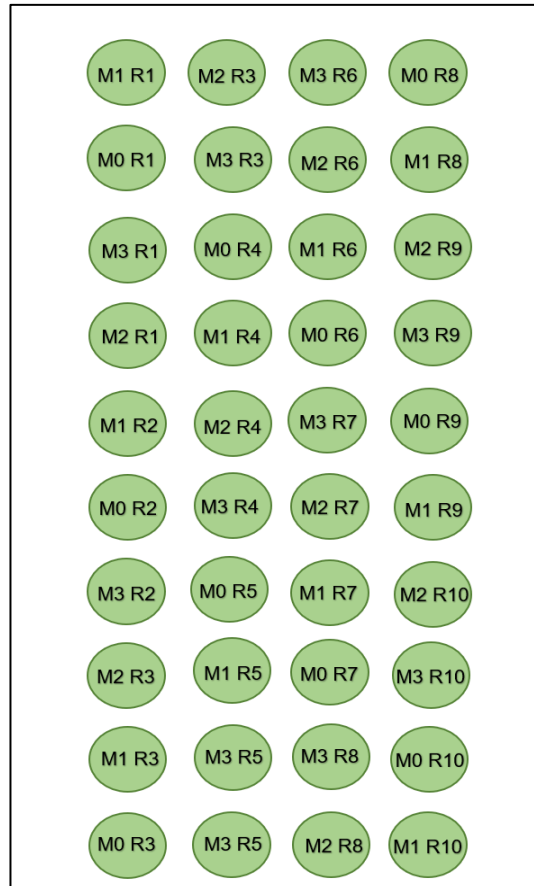 M1 R1 M2 R3 M3 R6 M0 R8
M0 R1 M3 R3 M2 R6 M1 R8
M3 R1 M0 R4 M1 R6 M2 R9
M2 R1 M1 R4 M0 R6 M3 R9
M1 R2 M2 R4 M3 R7 M0 R9
M0 R2 M3 R4 M2 R7 M1 R9
M3 R2 M0 R5 M1 R7 M2 R10
M2 R3 M1 R5 M0 R7 M3 R10
M1 R3 M3 R5 M3 R8 M0 R10
M0 R3 M3 R5 M2 R8 M1 R10